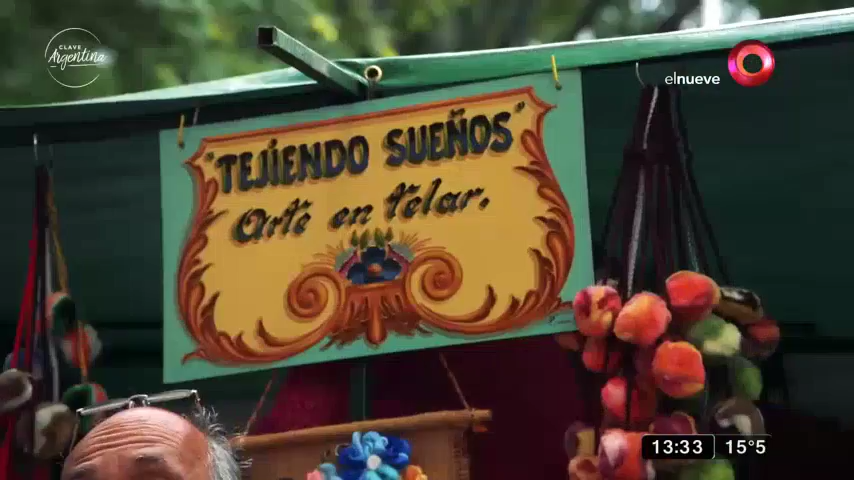 CLAVE
Argentina
elnueve
"TEJIENDO SUEÑOS"
Arte en telar.
13:33 15°5